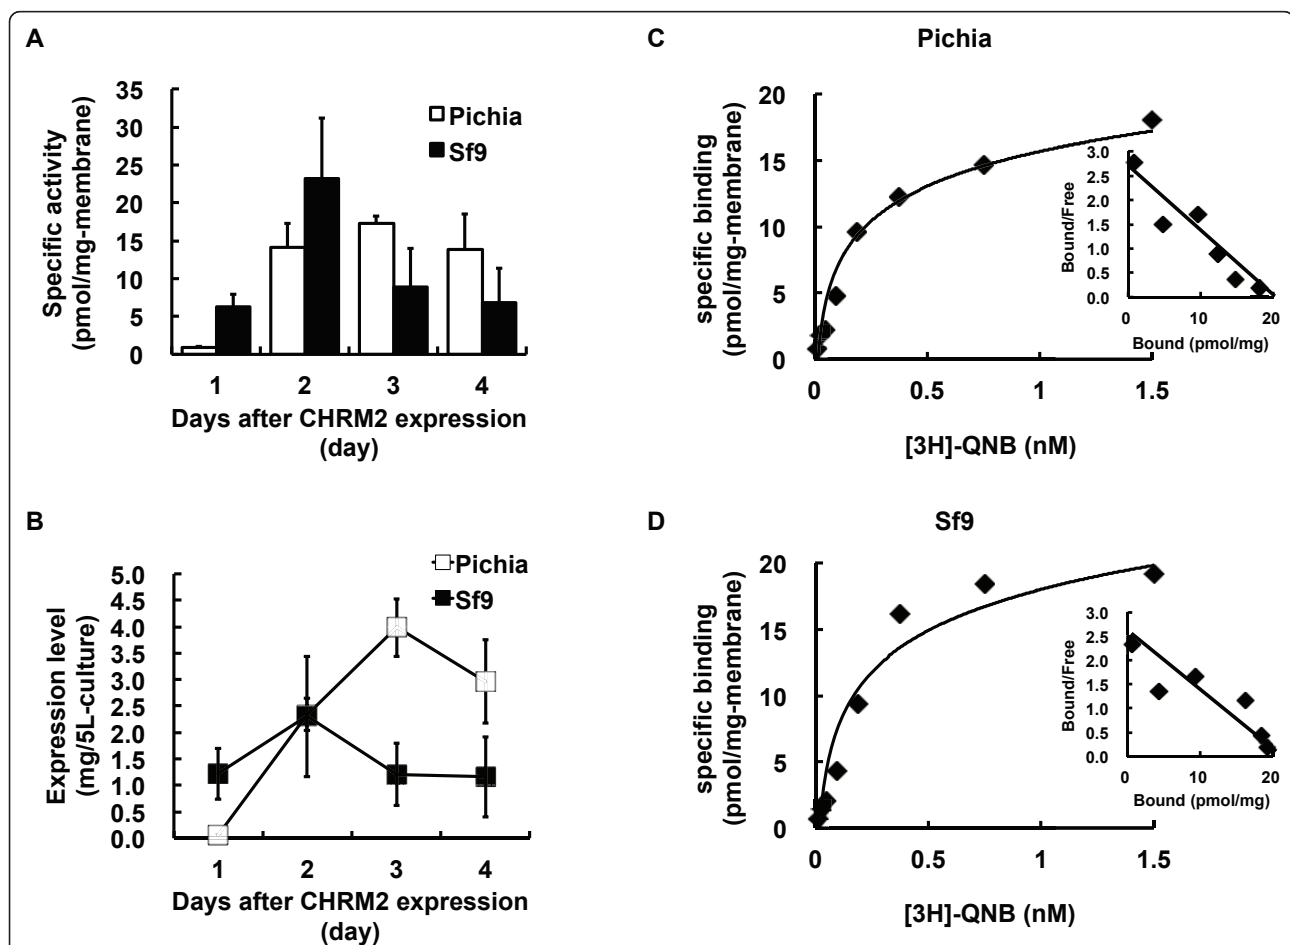 A
35
30
25
20
15
10
5
0
Specific activity
(pmol/mg-membrane)
Pichia
Sf9
1 2 3 4
Days after CHRM2 expression
(day)
B
5.0
4.5
4.0
3.5
3.0
2.5
2.0
1.5
1.0
0.5
0.0
Expression level
(mg/5L-culture)
Pichia
Sf9
1 2 3 4
Days after CHRM2 expression
(day)
C
Pichia
20
15
10
5
0
specific binding
(pmol/mg-membrane)
0 0.5 1 1.5
[3H]-QNB (nM)
3.0
2.5
2.0
1.5
1.0
0.5
0.0
Bound/Free
0 10 20
Bound (pmol/mg)
D
Sf9
20
15
10
5
0
specific binding
(pmol/mg-membrane)
0 0.5 1 1.5
[3H]-QNB (nM)
3.0
2.5
2.0
1.5
1.0
0.5
0.0
Bound/Free
0 10 20
Bound (pmol/mg)